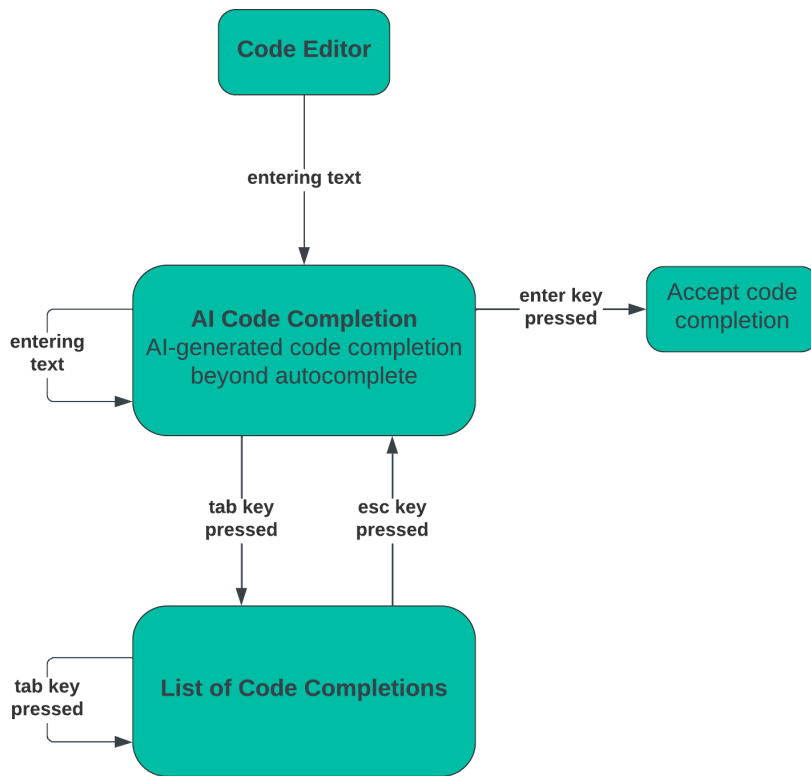 Code Editor
entering text
AI Code Completion
AI-generated code completion
beyond autocomplete
enter key
pressed
Accept code
completion
entering
text
tab key
pressed
esc key
pressed
List of Code Completions
tab key
pressed